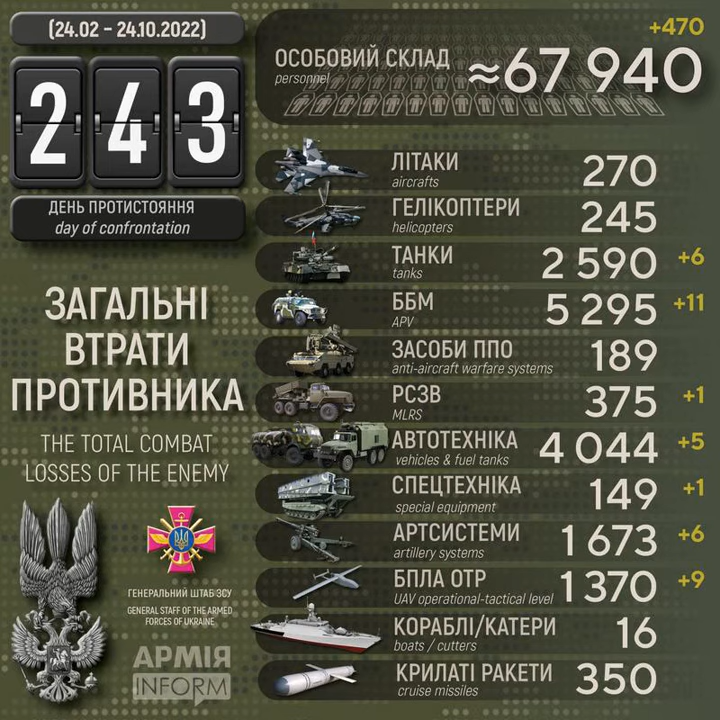 (24.02 – 24.10.2022)
243
ДЕНЬ ПРОТИСТОЯННЯ
day of confrontation
ЗАГАЛЬНІ
ВТРАТИ
ПРОТИВНИКА
THE TOTAL COMBAT
LOSSES OF THE ENEMY
ГЕНЕРАЛЬНИЙ ШТАБ ЗСУ
GENERAL STAFF OF THE ARMED
FORCES OF UKRAINE
АРМІЯ
INFORM
+470
ОСОБОВИЙ СКЛАД ≈67 940
personnel
ЛІТАКИ 270
aircrafts
ГЕЛІКОПТЕРИ 245
helicopters
ТАНКИ 2 590 +6
tanks
ББМ 5 295 +11
APV
ЗАСОБИ ППО 189
anti-aircraft warfare systems
РСЗВ 375 +1
MLRS
АВТОТЕХНІКА 4 044 +5
vehicles & fuel tanks
СПЕЦТЕХНІКА 149 +1
special equipment
АРТСИСТЕМИ 1 673 +6
artillery systems
БПЛА ОТР 1 370 +9
UAV operational-tactical level
КОРАБЛІ/КАТЕРИ 16
boats / cutters
КРИЛАТІ РАКЕТИ 350
cruise missiles